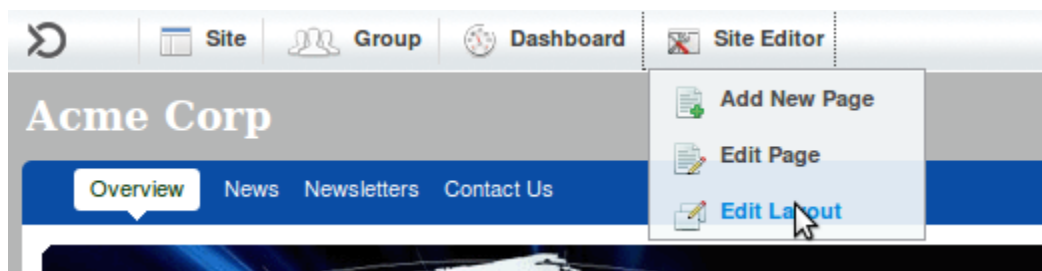 Site Group Dashboard Site Editor
Add New Page
Acme Corp
Edit Page
Overview News Newsletters Contact Us
Edit Layout